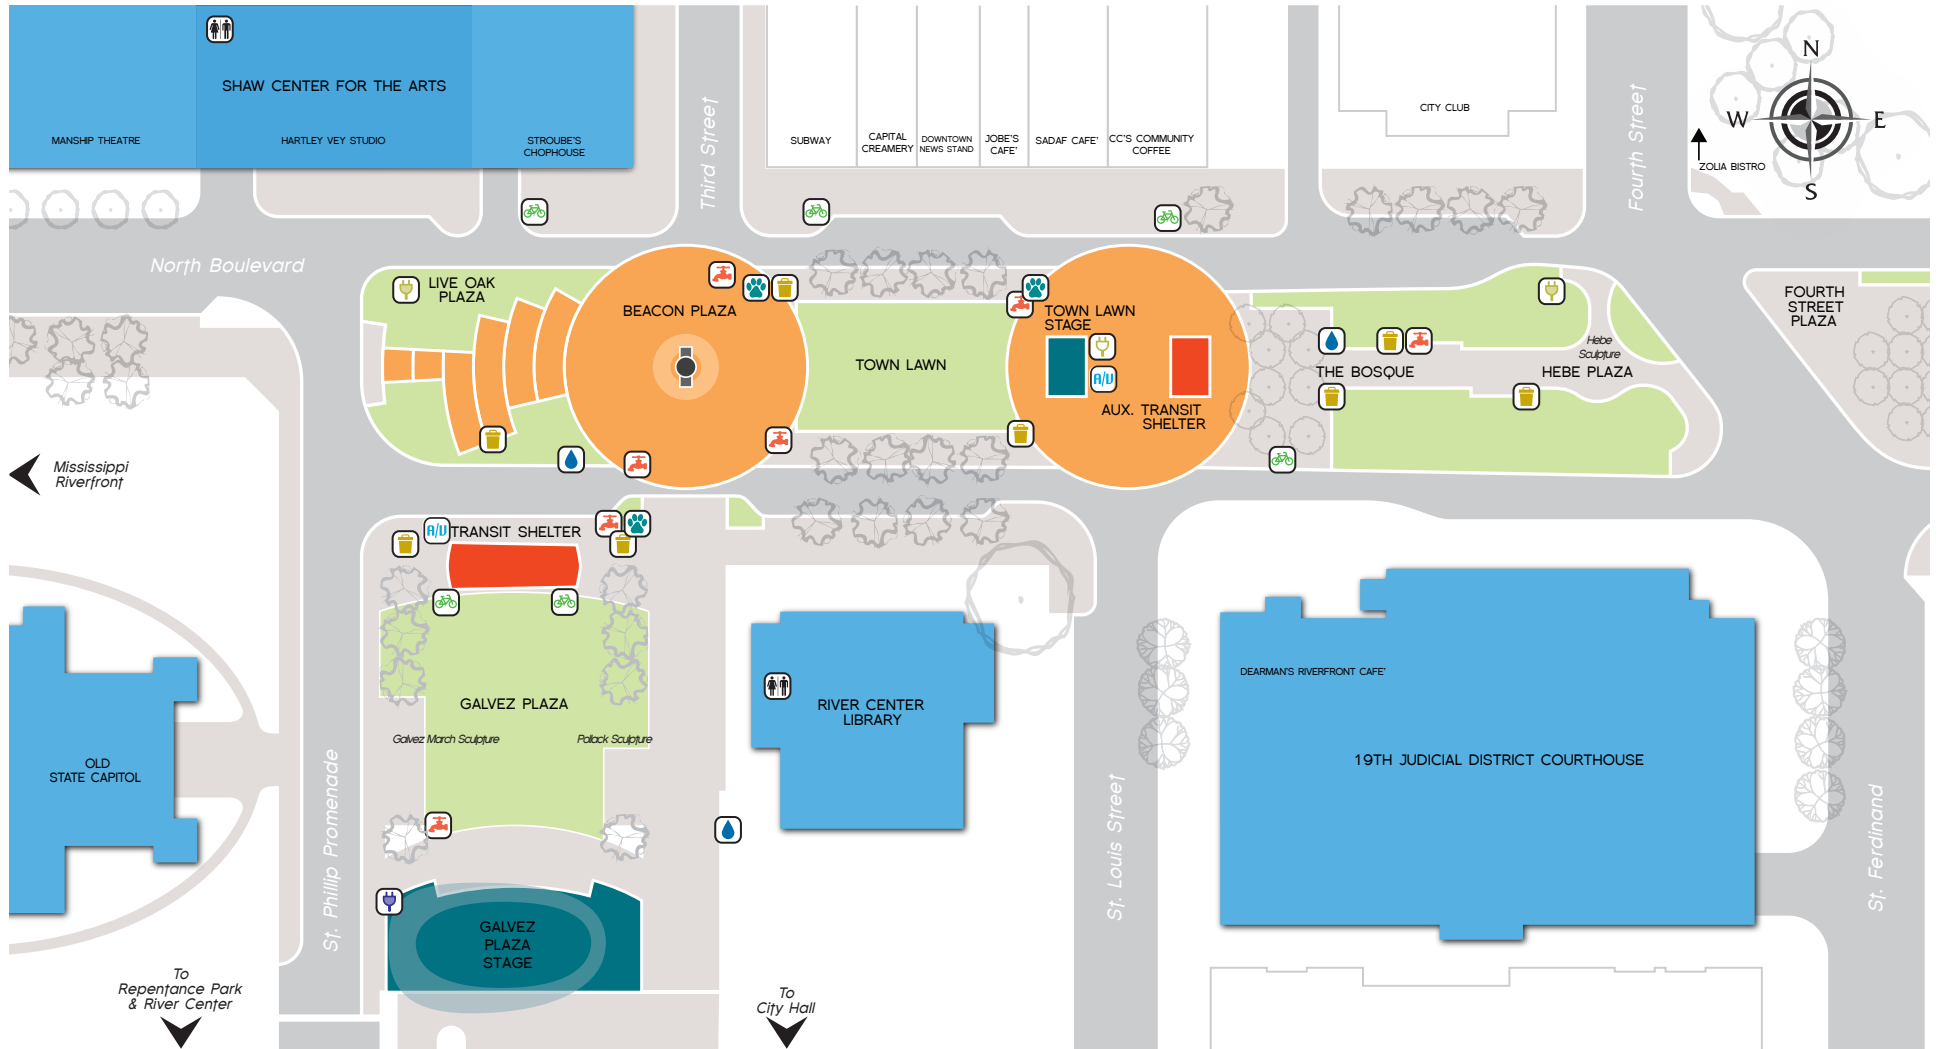 SHAW CENTER FOR THE ARTS
MANSHIP THEATRE
HARTLEY VEY STUDIO
STROUBE'S
CHOPHOUSE
Third Street
SUBWAY
CAPITAL
CREAMERY
DOWNTOWN
NEWS STAND
JOBE'S
CAFE'
SADAF CAFE'
CC'S COMMUNITY
COFFEE
CITY CLUB
Fourth Street
N
W
E
S
ZOLIA BISTRO
North Boulevard
LIVE OAK
PLAZA
BEACON PLAZA
TOWN LAWN
TOWN LAWN
STAGE
A/V
AUX. TRANSIT
SHELTER
THE BOSQUE
Hebe
Sculpture
HEBE PLAZA
FOURTH
STREET
PLAZA
Mississippi
Riverfront
A/V
TRANSIT SHELTER
GALVEZ PLAZA
Galvez March Sculpture
Pollack Sculpture
RIVER CENTER
LIBRARY
DEARMAN'S RIVERFRONT CAFE'
19TH JUDICIAL DISTRICT COURTHOUSE
OLD
STATE CAPITOL
St. Phillip Promenade
St. Louis Street
St. Ferdinand
GALVEZ
PLAZA
STAGE
To
Repentance Park
& River Center
To
City Hall